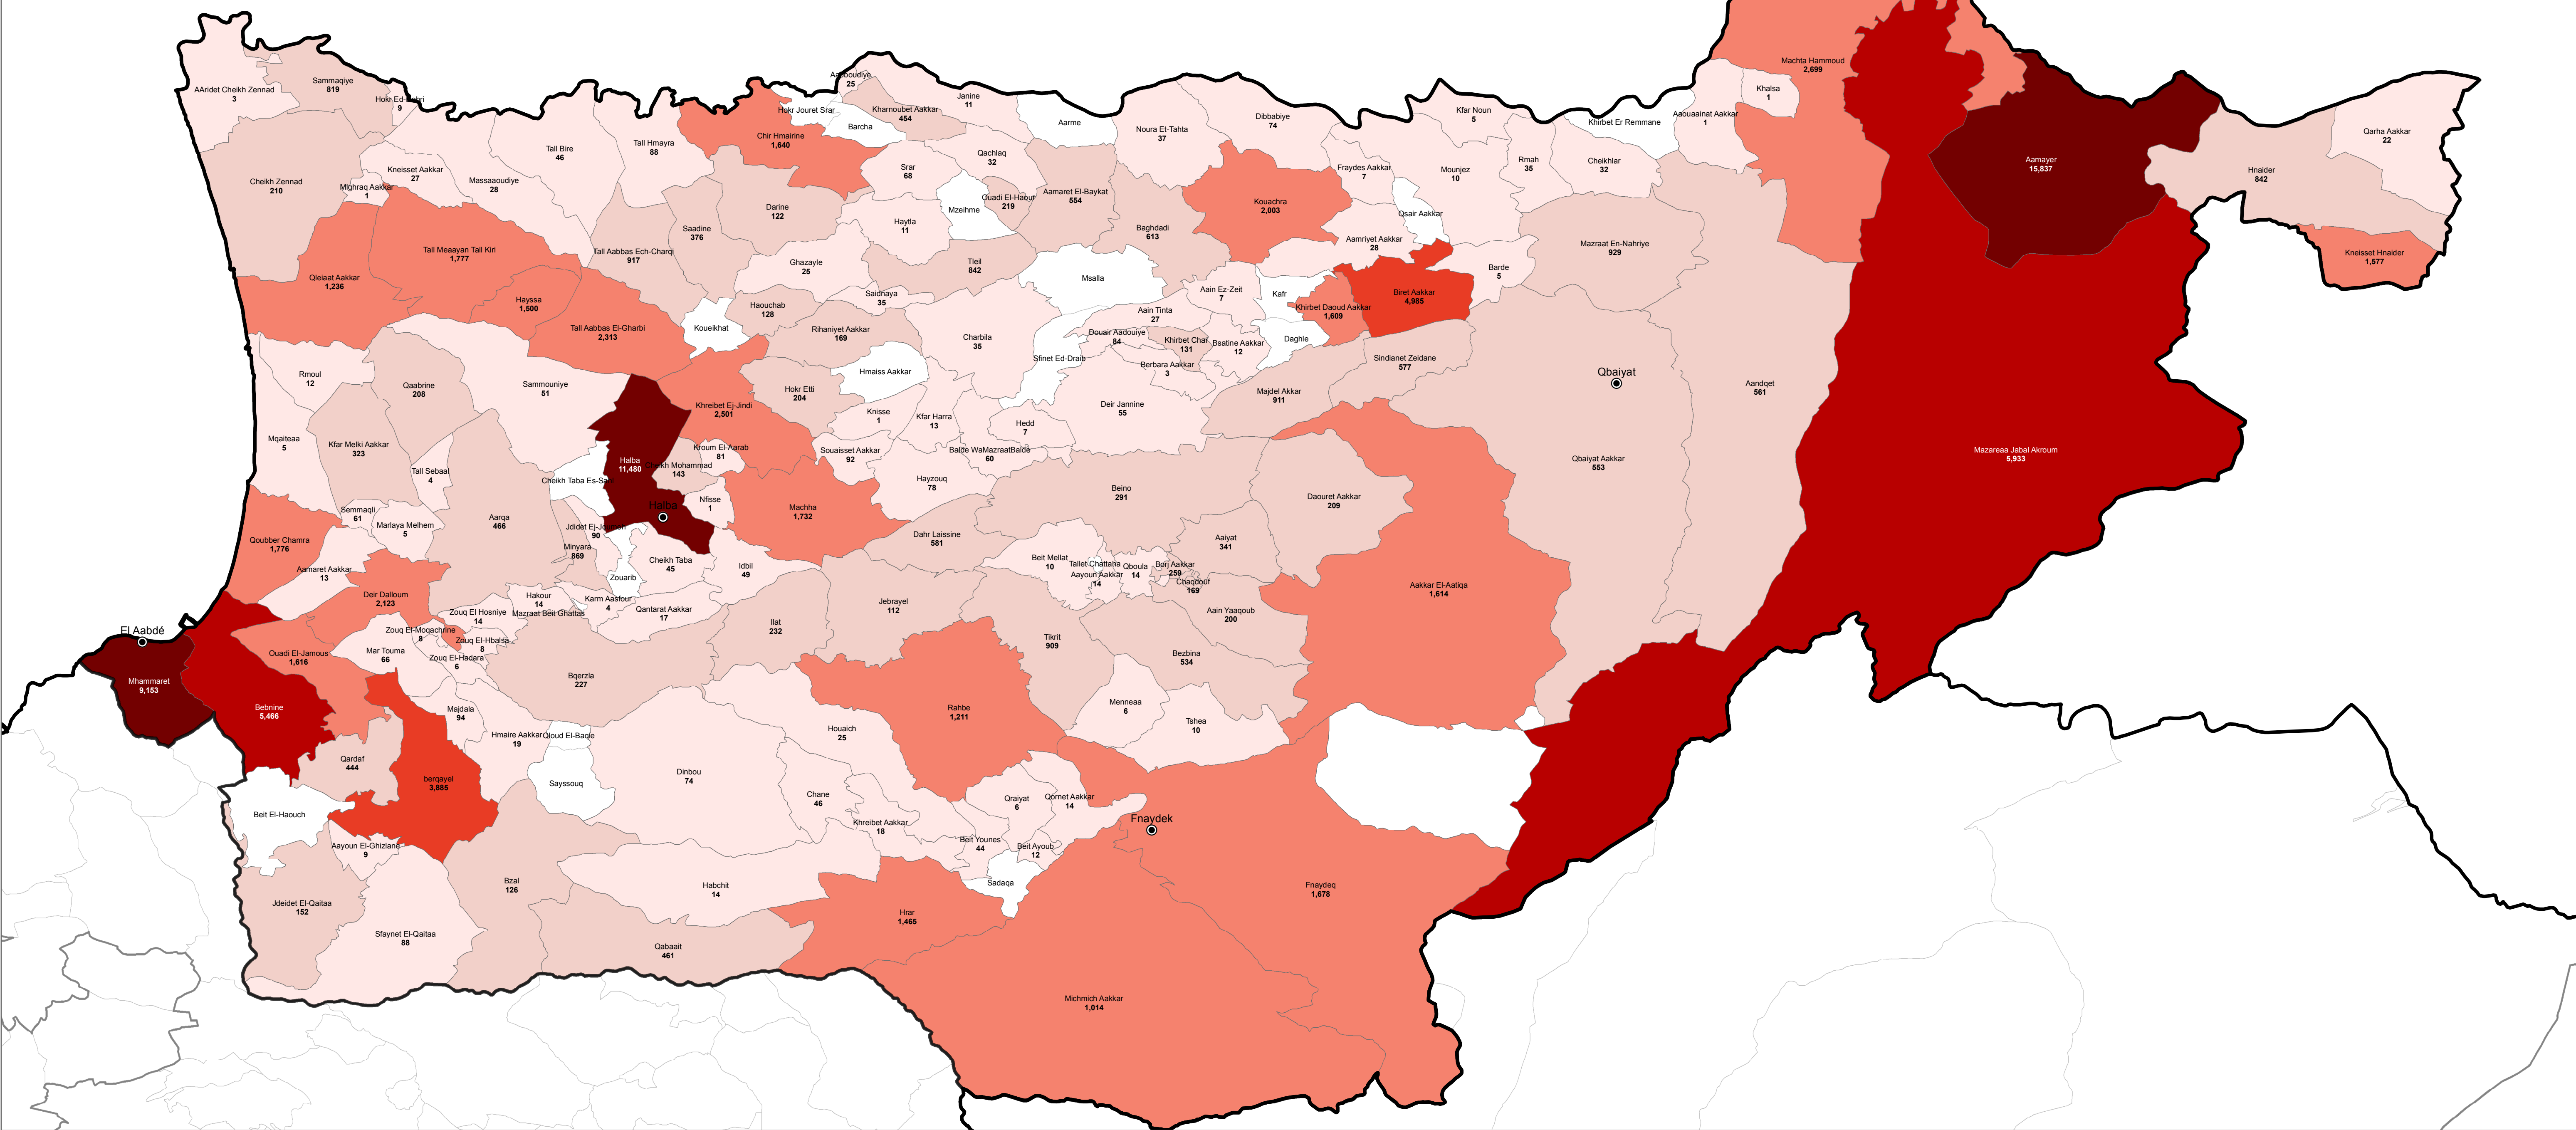 Machta Hammoud
2,699
Aaboudiye
25
AAridet Cheikh Zennad
3
Sammaqiye
819
Hokr Ed-Dahri
9
Khalsa
1
Janine
11
Hokr Jouret Srar
Kharnoubet Aakkar
454
Barcha
Aarme
Noura Et-Tahta
37
Dibbabiye
74
Kfar Noun
5
Khirbet Er Remmane
Aaouaainat Aakkar
1
Qarha Aakkar
22
Chir Hmairine
1,640
Tall Hmayra
88
Tall Bire
46
Qachlaq
32
Srar
68
Fraydes Aakkar
7
Mounjez
10
Rmah
35
Cheikhlar
32
Aamayer
15,837
Hnaider
842
Cheikh Zennad
210
Kneisset Aakkar
27
Mighraq Aakkar
1
Massaaoudiye
28
Darine
122
Mzeihme
Ouadi El-Haour
219
Aamaret El-Baykat
554
Kouachra
2,003
Qsair Aakkar
Saadine
376
Haytla
11
Baghdadi
613
Aamriyet Aakkar
28
Mazraat En-Nahriye
929
Kneisset Hnaider
1,577
Tall Meaayan Tall Kiri
1,777
Tall Aabbas Ech-Charqi
917
Ghazayle
25
Tleil
842
Msalla
Barde
5
Qleiaat Aakkar
1,236
Hayssa
1,500
Haouchab
128
Saidnaya
35
Aain Ez-Zeit
7
Kafr
Khirbet Daoud Aakkar
1,609
Biret Aakkar
4,985
Tall Aabbas El-Gharbi
2,313
Koueikhat
Rihaniyet Aakkar
169
Charbila
35
Aain Tinta
27
Douair Aadouiye
84
Khirbet Char
131
Bsatine Aakkar
12
Daghle
Sfinet Ed-Draib
Berbara Aakkar
3
Sindianet Zeidane
577
Qbaiyat
Rmoul
12
Qaabrine
208
Sammouniye
51
Hmaiss Aakkar
Hokr Etti
204
Majdel Akkar
911
Aandqet
561
Khreibet Ej-Jindi
2,501
Knisse
1
Kfar Harra
13
Deir Jannine
55
Hedd
7
Mqaiteaa
5
Kfar Melki Aakkar
323
Kroum El-Aarab
81
Souaisset Aakkar
92
Balde WaMazraatBalde
60
Mazareaa Jabal Akroum
5,933
Tall Sebaal
4
Halba
11,480
Cheikh Mohammad
143
Cheikh Taba Es-Sahl
Hayzouq
78
Beino
291
Daouret Aakkar
209
Qbaiyat Aakkar
553
Halba
Nfisse
1
Machha
1,732
Semmaqli
61
Marlaya Melhem
5
Aarqa
466
Jdidet Ej-Joumeh
90
Minyara
869
Qoubber Chamra
1,776
Dahr Laissine
581
Aaiyat
341
Aamaret Aakkar
13
Cheikh Taba
45
Idbil
49
Zouarib
Beit Mellat
10
Tallet Chattaha
Aayoun Aakkar
14
Qboula
14
Borj Aakkar
259
Chaqdouf
169
Aakkar El-Aatiqa
1,614
Deir Dalloum
2,123
Hakour
14
Karm Aasfour
4
Mazraat Beit Ghattas
Qantarat Aakkar
17
Jebrayel
112
Aain Yaaqoub
200
Zouq El Hosniye
14
El Aabdé
Zouq El-Moqachrine
8
Zouq El-Hbalsa
8
Ilat
232
Tikrit
909
Ouadi El-Jamous
1,616
Mar Touma
66
Zouq El-Hadara
6
Bezbina
534
Mhammaret
9,153
Bqerzla
227
Menneaa
6
Bebnine
5,466
Majdala
94
Rahbe
1,211
Tshea
10
Houaich
25
Hmaire Aakkar
19
Qloud El-Baqie
Qardaf
444
berqayel
3,885
Sayssouq
Dinbou
74
Chane
46
Qraiyat
6
Qornet Aakkar
14
Beit El-Haouch
Khreibet Aakkar
18
Fnaydek
Aayoun El-Ghizlane
9
Beit Younes
44
Beit Ayoub
12
Sadaqa
Bzal
126
Habchit
14
Fnaydeq
1,678
Jdeidet El-Qaitaa
152
Hrar
1,465
Sfaynet El-Qaitaa
88
Qabaait
461
Michmich Aakkar
1,014